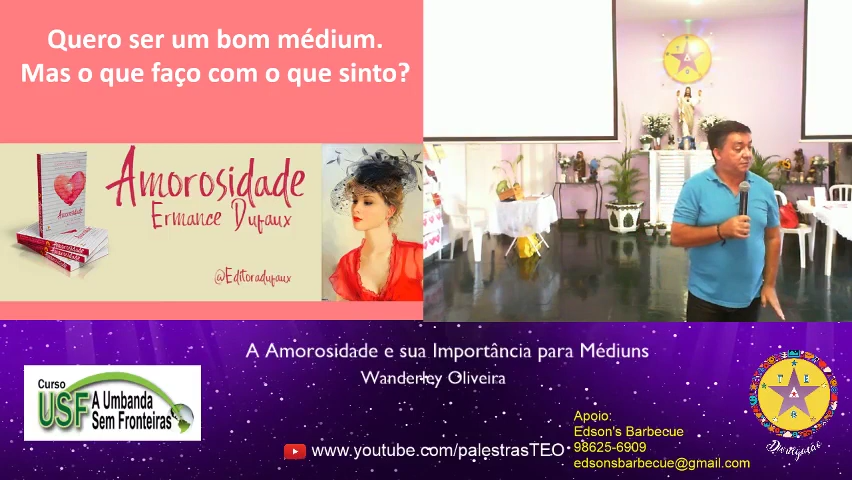 Quero ser um bom médium.
Mas o que faço com o que sinto?
Amorosidade
Ermance Dufaux
@Editoradufaux
Amorosidade
A Amorosidade e sua Importância para Médiuns
Wanderley Oliveira
Curso
USF A Umbanda
Sem Fronteiras
www.youtube.com/palestrasTEO
Apoio:
Edson's Barbecue
98625-6909
edsonsbarbecue@gmail.com
Divulgação